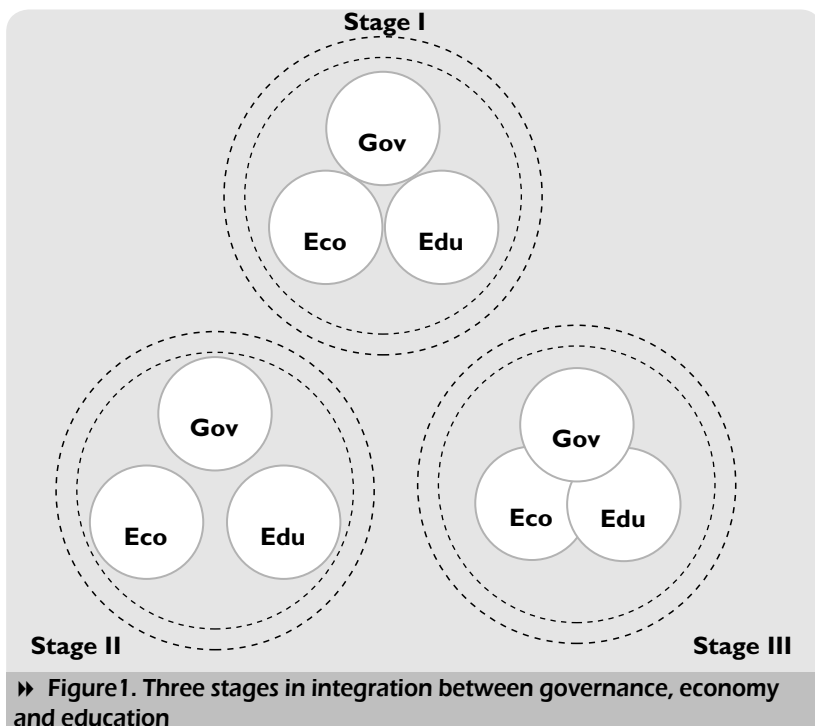 Stage I
Gov
Eco Edu
Gov
Eco Edu
Stage II
Gov
Eco Edu
Stage III
» Figure1. Three stages in integration between governance, economy
and education